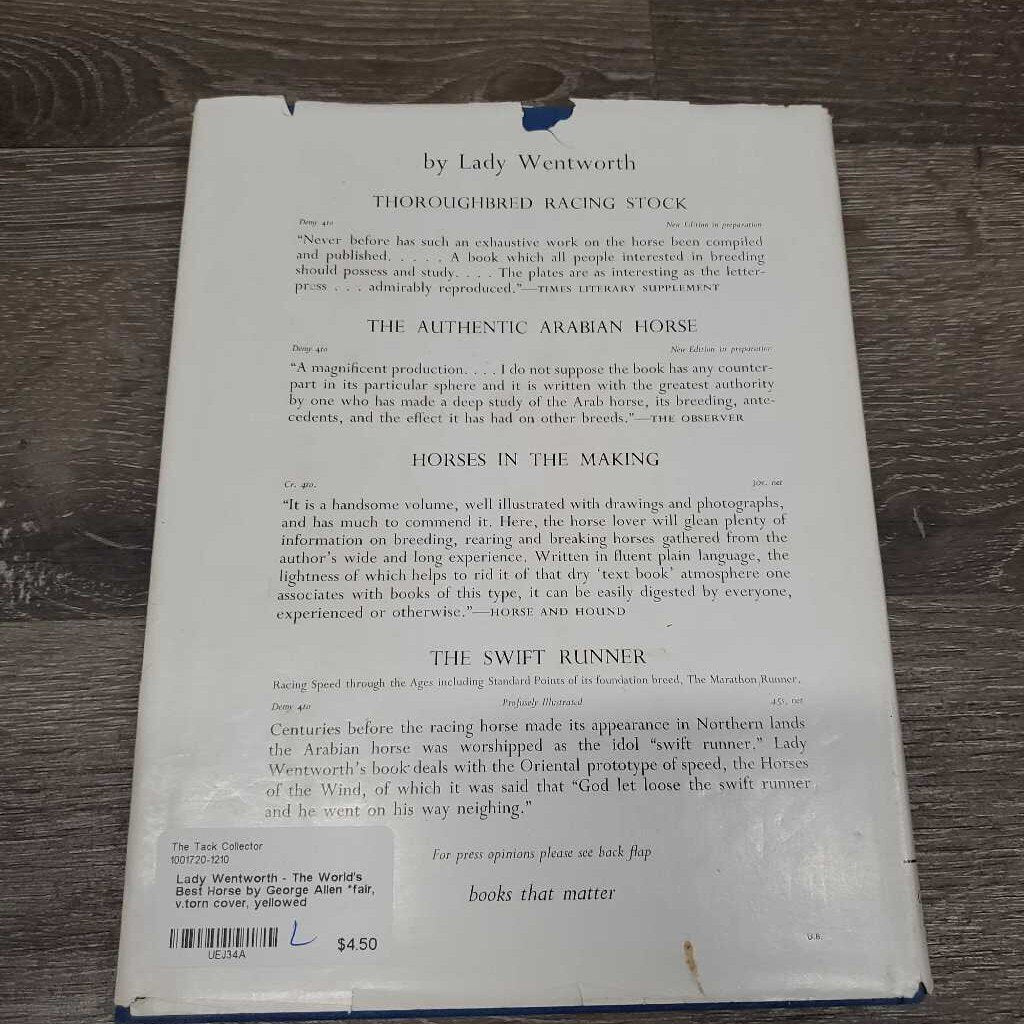 by Lady Wentworth
THOROUGHBRED RACING STOCK
Demy 4to New Edition in preparation
“Never before has such an exhaustive work on the horse been compiled
and published. . . . . A book which all people interested in breeding
should possess and study. . . . The plates are as interesting as the letter-
press . . . admirably reproduced.”—TIMES LITERARY SUPPLEMENT
THE AUTHENTIC ARABIAN HORSE
Demy 4to New Edition in preparation
“A magnificent production. . . . I do not suppose the book has any counter-
part in its particular sphere and it is written with the greatest authority
by one who has made a deep study of the Arab horse, its breeding, ante-
cedents, and the effect it has had on other breeds.”—THE OBSERVER
HORSES IN THE MAKING
Cr. 4to. 30s. net
“It is a handsome volume, well illustrated with drawings and photographs,
and has much to commend it. Here, the horse lover will glean plenty of
information on breeding, rearing and breaking horses gathered from the
author’s wide and long experience. Written in fluent plain language, the
lightness of which helps to rid it of that dry ‘text book’ atmosphere one
associates with books of this type, it can be easily digested by everyone,
experienced or otherwise.”—HORSE AND HOUND
THE SWIFT RUNNER
Racing Speed through the Ages including Standard Points of its foundation breed, The Marathon Runner.
Demy 4to Profusely Illustrated 45s. net
Centuries before the racing horse made its appearance in Northern lands
the Arabian horse was worshipped as the idol “swift runner.” Lady
Wentworth’s book deals with the Oriental prototype of speed, the Horses
of the Wind, of which it was said that “God let loose the swift runner
and he went on his way neighing.”
For press opinions please see back flap
books that matter
U.B.
The Tack Collector
1001720-1210
Lady Wentworth - The World's
Best Horse by George Allen *fair,
v.torn cover, yellowed
L
UEJ34A
$4.50